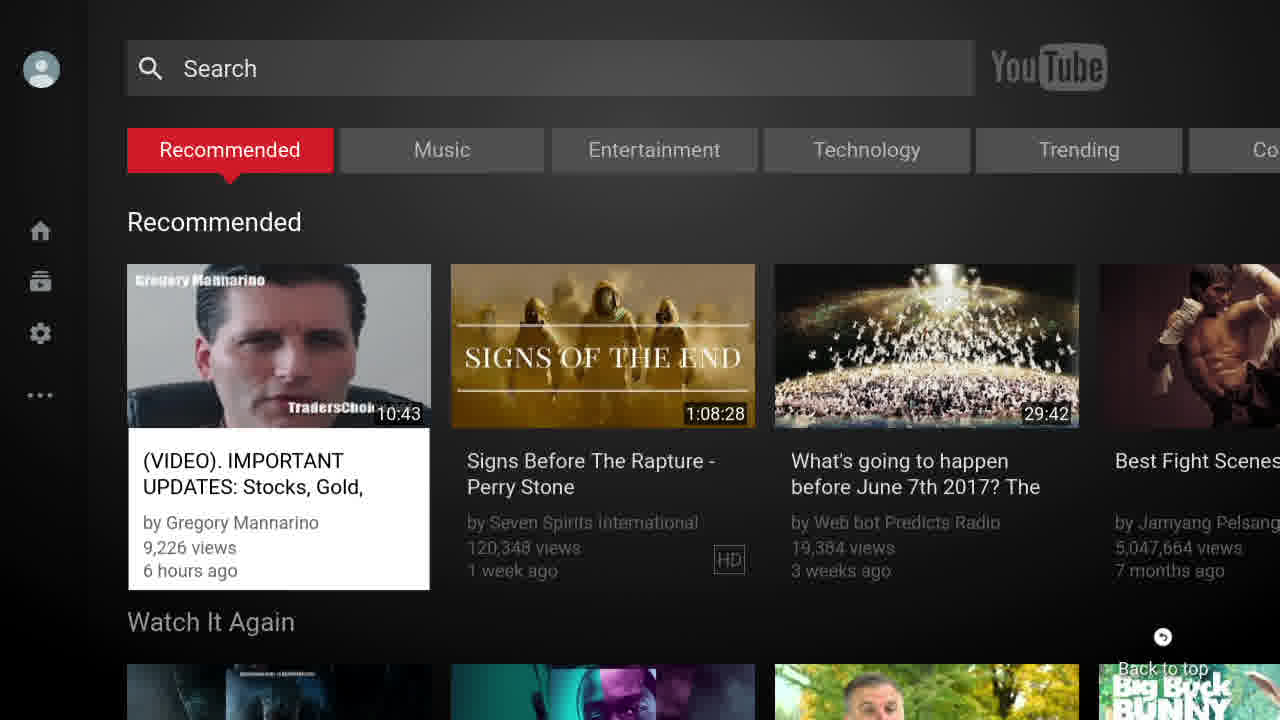 Search
YouTube
Recommended
Music
Entertainment
Technology
Trending
Co
Recommended
Gregory Mannarino
TradersChoi
10:43
SIGNS OF THE END
1:08:28
29:42
(VIDEO). IMPORTANT
UPDATES: Stocks, Gold,
by Gregory Mannarino
9,226 views
6 hours ago
Signs Before The Rapture -
Perry Stone
by Seven Spirits International
120,348 views
1 week ago
HD
What's going to happen
before June 7th 2017? The
by Web bot Predicts Radio
19,384 views
3 weeks ago
Best Fight Scenes
by Jamyang Pelsang
5,047,664 views
7 months ago
Watch It Again
Back to top
Big Buck
BUNNY